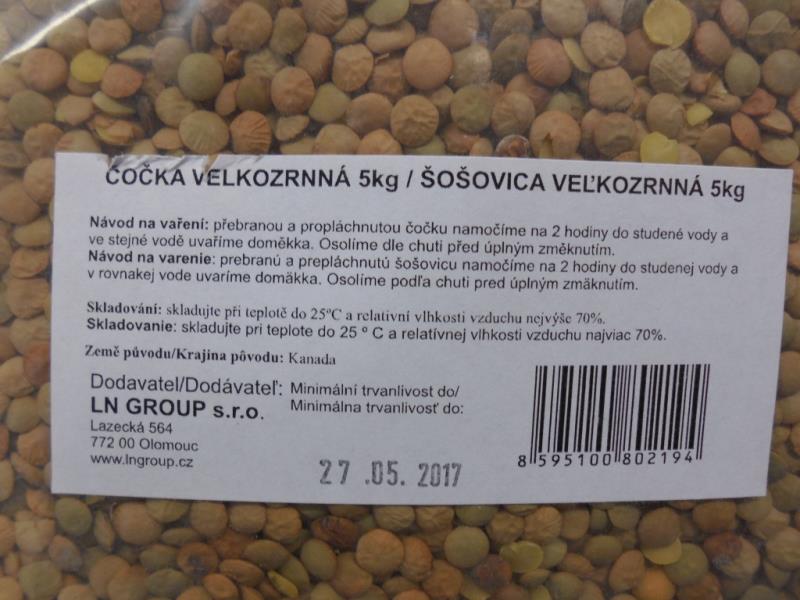 ČOČKA VELKOZRNNÁ 5kg / ŠOŠOVICA VEĽKOZRNNÁ 5kg
Návod na vaření: přebranou a propláchnutou čočku namočíme na 2 hodiny do studené vody a
ve stejné vodě uvaříme doměkka. Osolíme dle chuti před úplným změknutím.
Návod na varenie: prebranú a prepláchnútú šošovicu namočíme na 2 hodiny do studenej vody a
v rovnakej vode uvaríme domäkka. Osolíme podľa chuti pred úplným zmäknutím.
Skladování: skladujte při teplotě do 25°C a relativní vlhkosti vzduchu nejvýše 70%.
Skladovanie: skladujte pri teplote do 25 º C a relatívnej vlhkosti vzduchu najviac 70%.
Země původu/Krajina pôvodu: Kanada
Dodavatel/Dodávateľ:
LN GROUP s.r.o.
Lazecká 564
772 00 Olomouc
www.lngroup.cz
Minimální trvanlivost do/
Minimálna trvanlivosť do:
27 .05. 2017
8 595100 802194